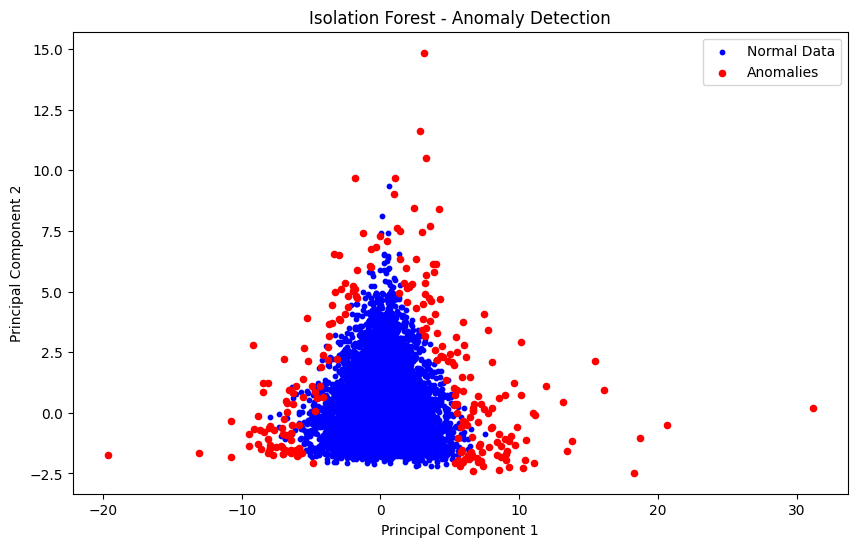 Isolation Forest - Anomaly Detection
Normal Data
Anomalies
15.0
12.5
10.0
7.5
5.0
2.5
0.0
−2.5
Principal Component 2
−20
−10
0
10
20
30
Principal Component 1